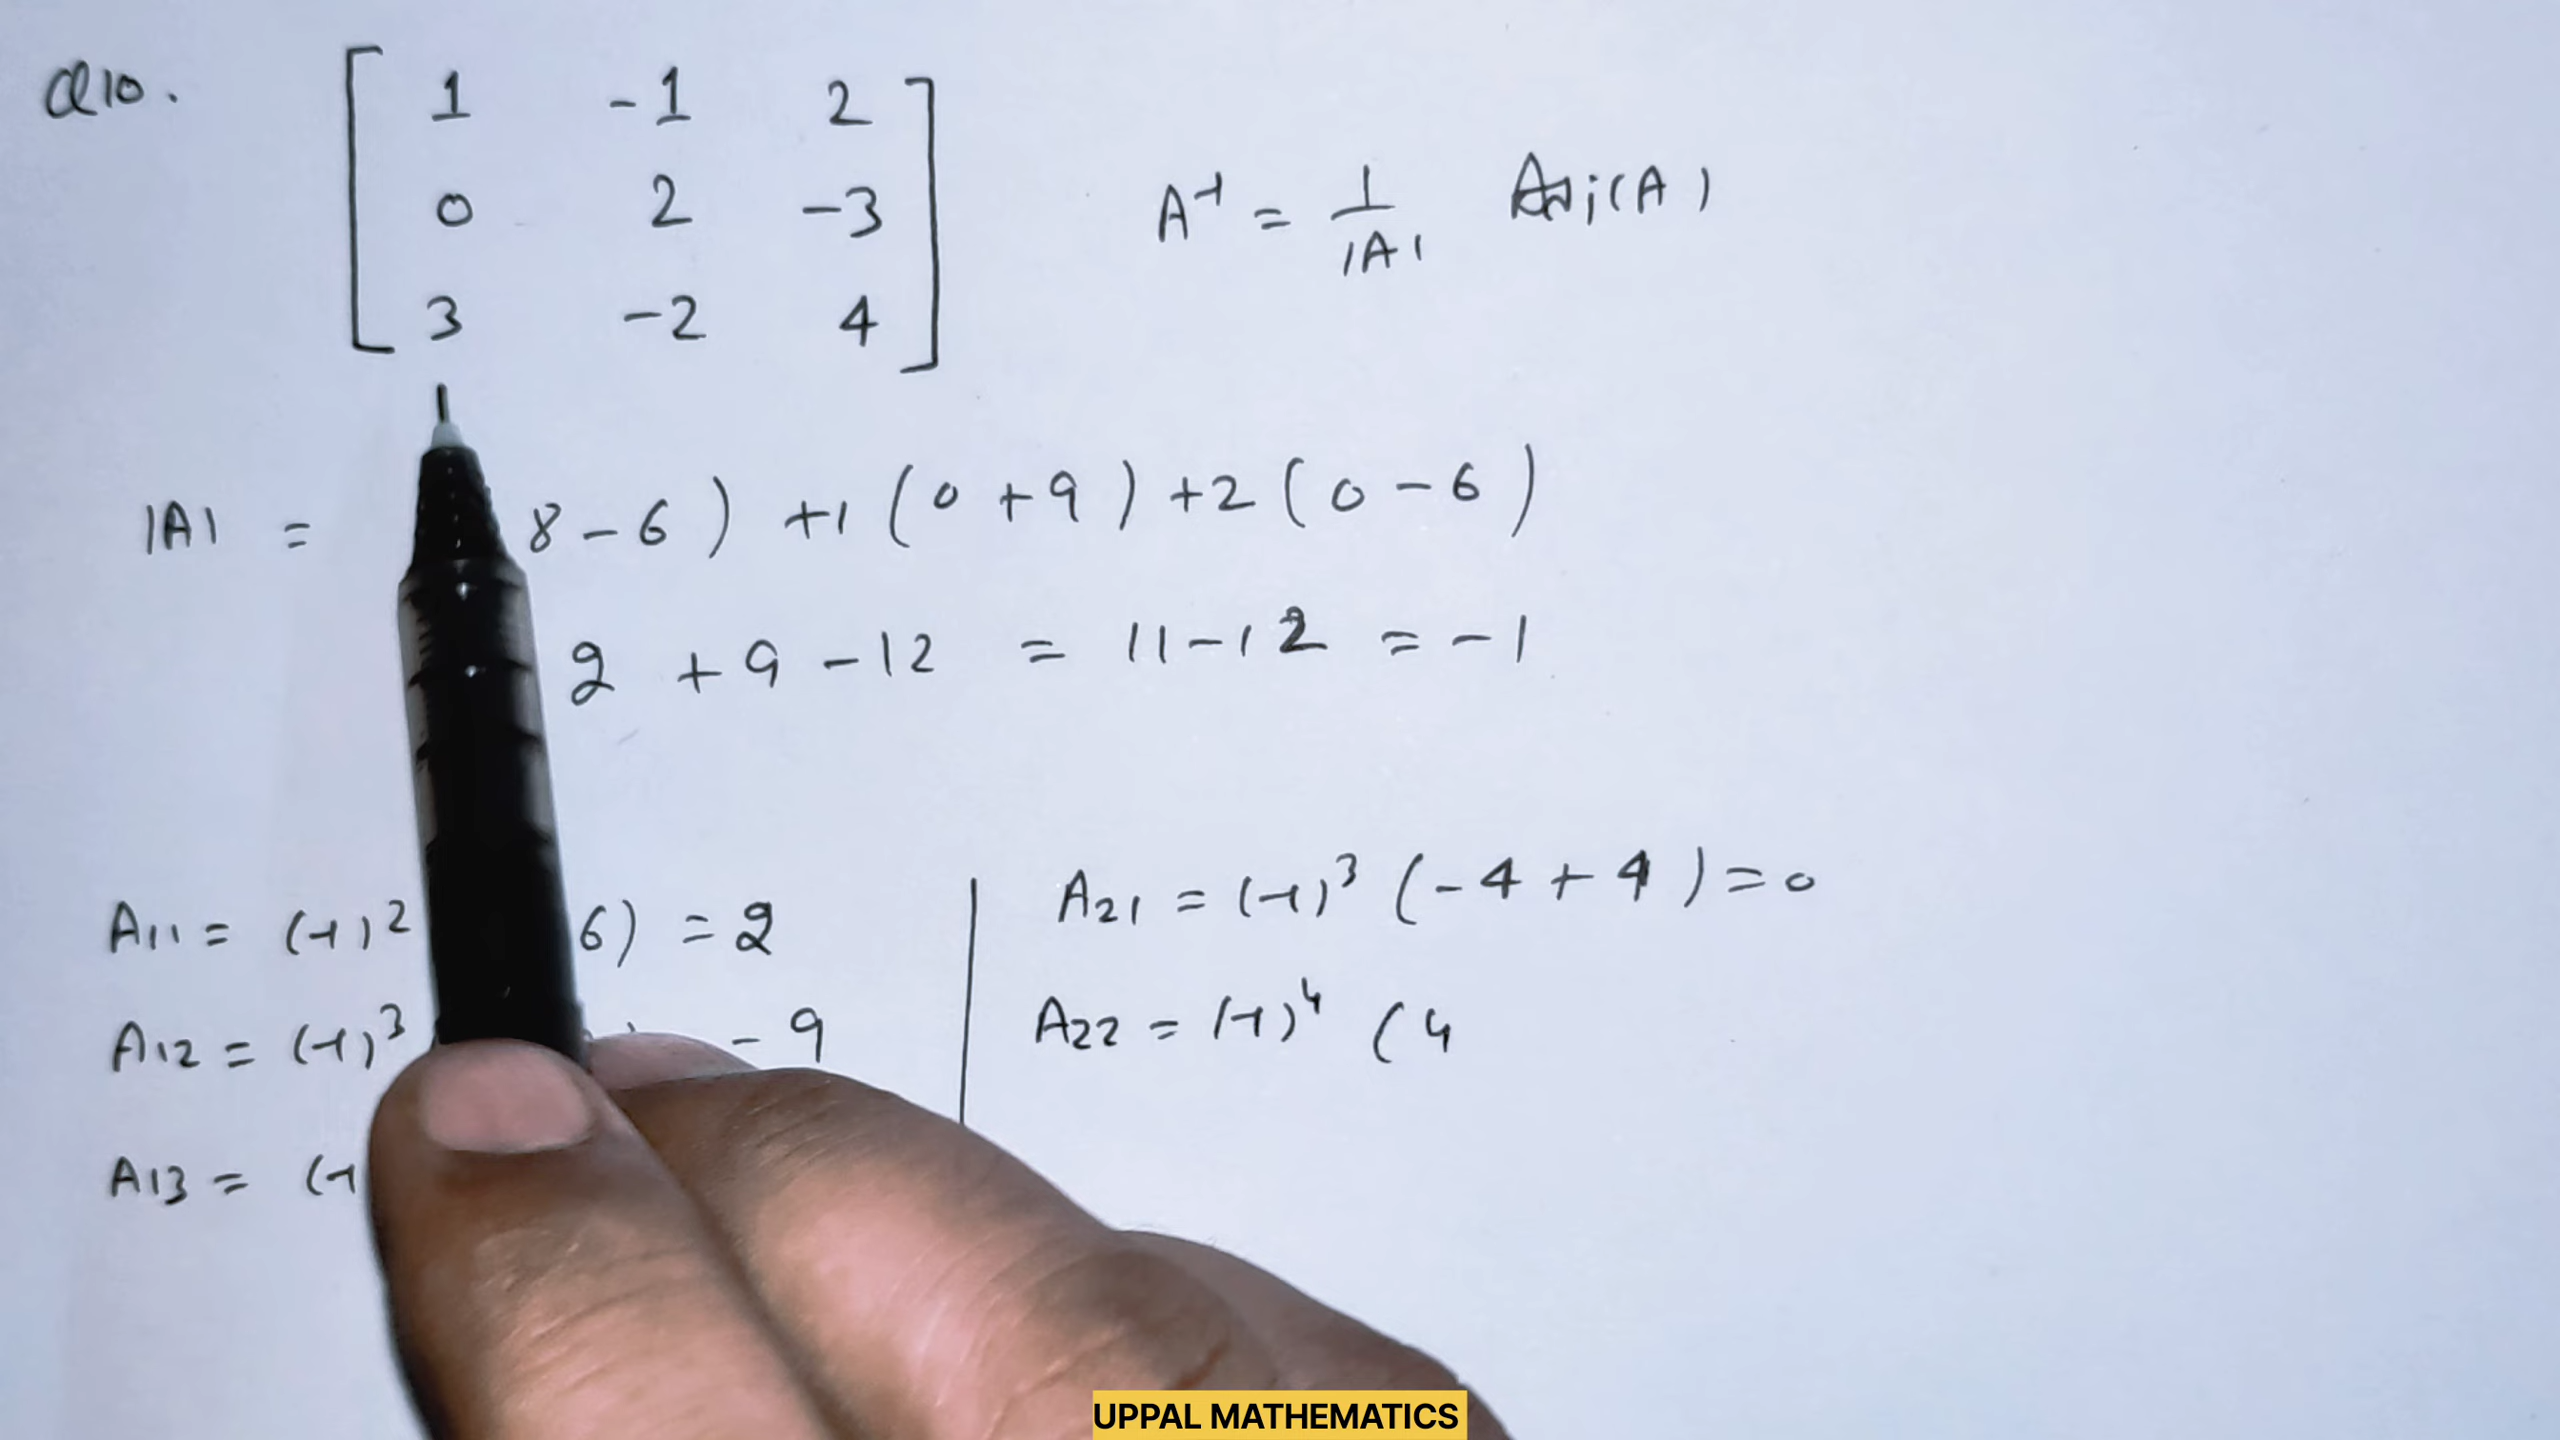 Q10. [ 1 -1 2
0 2 -3
3 -2 4 ]
A⁻¹ = 1/|A| Adj(A)
|A| = 8 - 6 ) +1 ( 0 + 9 ) +2 ( 0 - 6 )
2 + 9 - 12 = 11 - 12 = -1
A11 = (-1)² 6) = 2
A12 = (-1)³ - 9
A13 = (-1
A21 = (-1)³ (-4 + 4) = 0
A22 = (-1)⁴ (4
UPPAL MATHEMATICS